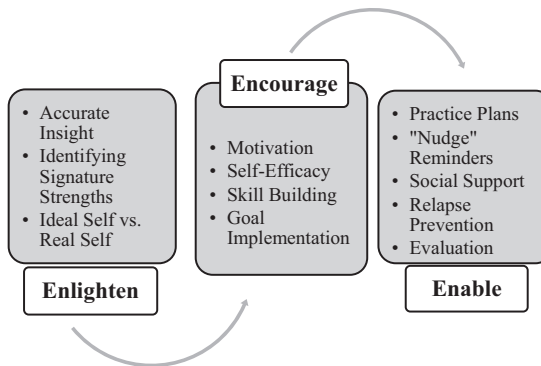 • Accurate
Insight
• Identifying
Signature
Strengths
• Ideal Self vs.
Real Self
Enlighten
Encourage
• Motivation
• Self-Efficacy
• Skill Building
• Goal
Implementation
• Practice Plans
• "Nudge"
Reminders
• Social Support
• Relapse
Prevention
• Evaluation
Enable